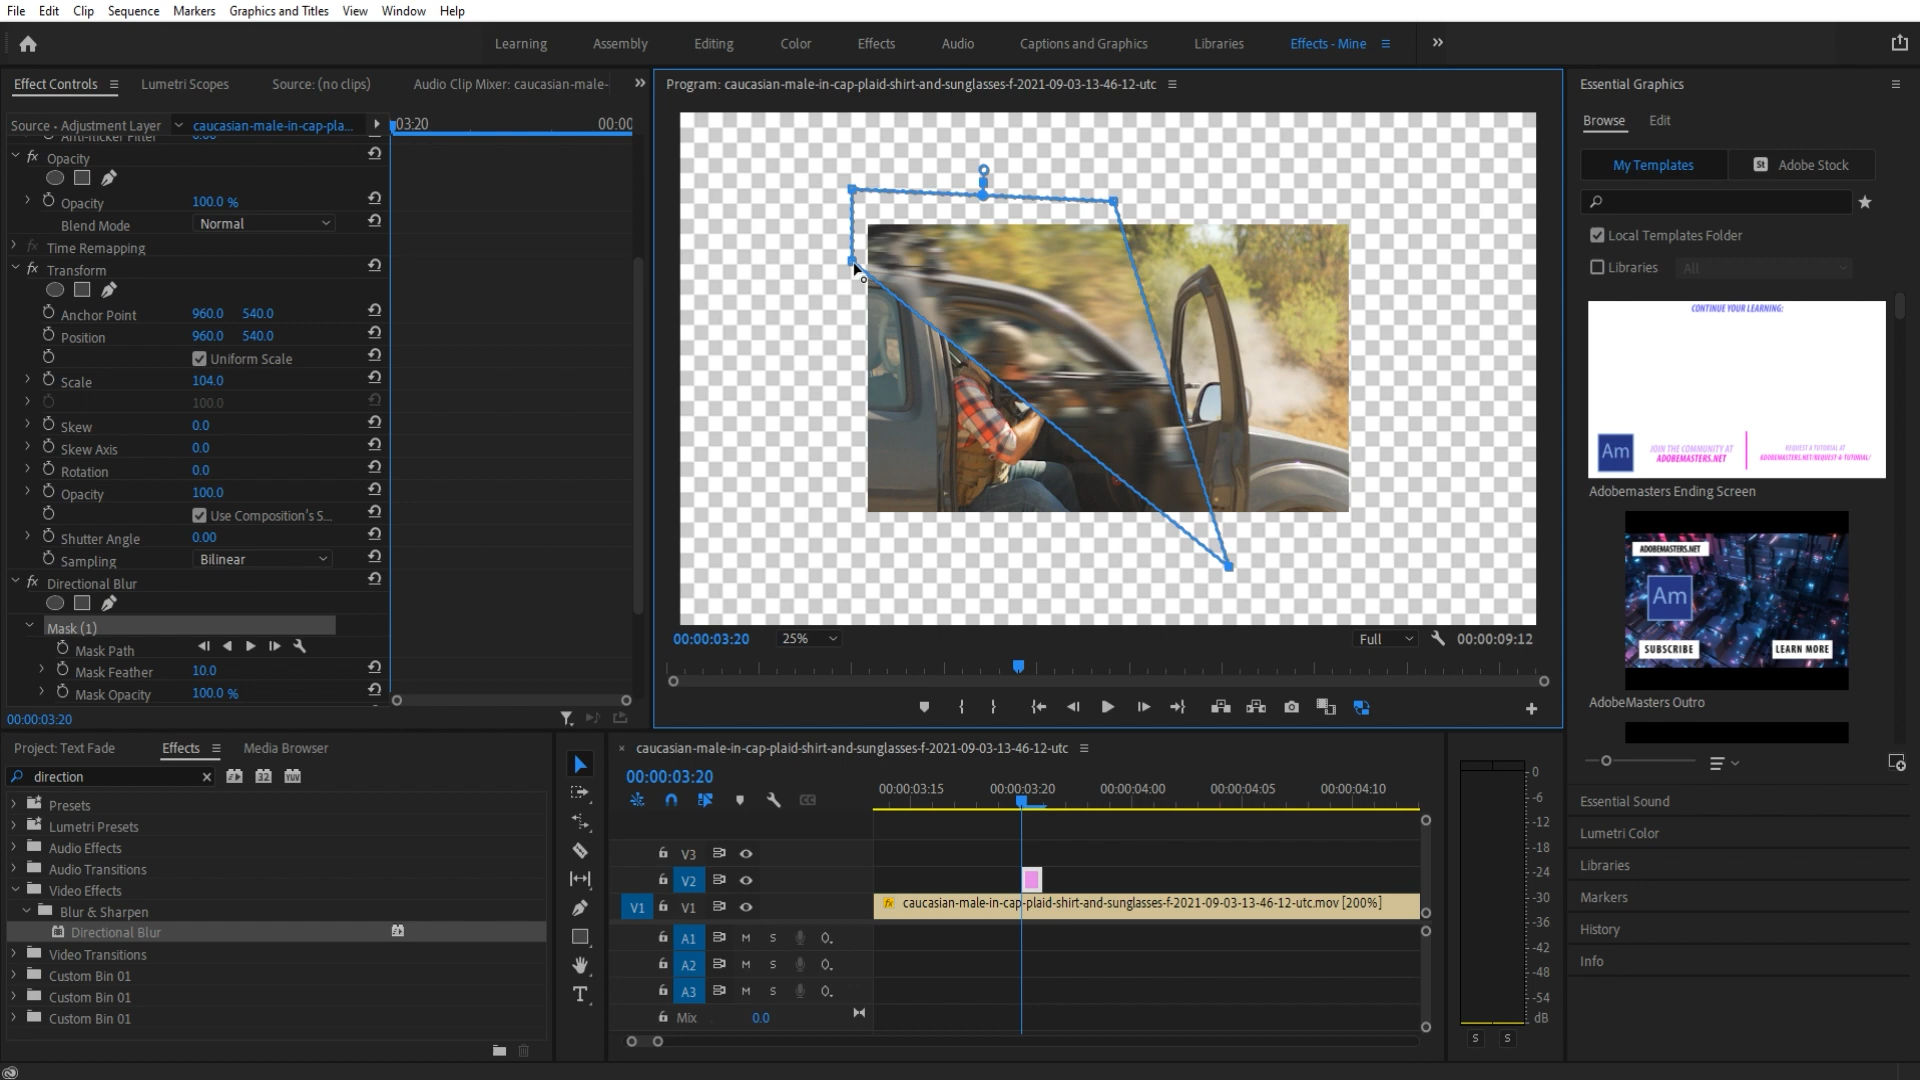 File Edit Clip Sequence Markers Graphics and Titles View Window Help
Learning Assembly Editing Color Effects Audio Captions and Graphics Libraries Effects - Mine
Effect Controls Lumetri Scopes Source: (no clips) Audio Clip Mixer: caucasian-male-
Source • Adjustment Layer caucasian-male-in-cap-pla... 03:20 00:00
Anti-flicker Filter 0.00
fx Opacity
Opacity 100.0 %
Blend Mode Normal
fx Time Remapping
fx Transform
Anchor Point 960.0 540.0
Position 960.0 540.0
Uniform Scale
Scale 104.0
100.0
Skew 0.0
Skew Axis 0.0
Rotation 0.0
Opacity 100.0
Use Composition's S...
Shutter Angle 0.00
Sampling Bilinear
fx Directional Blur
Mask (1)
Mask Path
Mask Feather 10.0
Mask Opacity 100.0 %
00:00:03:20
Program: caucasian-male-in-cap-plaid-shirt-and-sunglasses-f-2021-09-03-13-46-12-utc
00:00:03:20 25% Full 00:00:09:12
Essential Graphics
Browse Edit
My Templates St Adobe Stock
Local Templates Folder
Libraries All
CONTINUE YOUR LEARNING:
Am JOIN THE COMMUNITY AT ADOBEMASTERS.NET
REQUEST A TUTORIAL AT ADOBEMASTERS.NET/REQUEST-A-TUTORIAL/
Adobemasters Ending Screen
ADOBEMASTERS.NET
Am
SUBSCRIBE LEARN MORE
AdobeMasters Outro
Essential Sound
Lumetri Color
Libraries
Markers
History
Info
Project: Text Fade Effects Media Browser
direction 32 YUV
Presets
Lumetri Presets
Audio Effects
Audio Transitions
Video Effects
Blur & Sharpen
Directional Blur
Video Transitions
Custom Bin 01
Custom Bin 01
Custom Bin 01
caucasian-male-in-cap-plaid-shirt-and-sunglasses-f-2021-09-03-13-46-12-utc
00:00:03:20
00:00:03:15 00:00:03:20 00:00:04:00 00:00:04:05 00:00:04:10
V3
V2
V1 V1 fx caucasian-male-in-cap-plaid-shirt-and-sunglasses-f-2021-09-03-13-46-12-utc.mov [200%]
A1 M S
A2 M S
A3 M S
Mix 0.0
0
-6
-12
-18
-24
-30
-36
-42
-48
-54
dB
S S